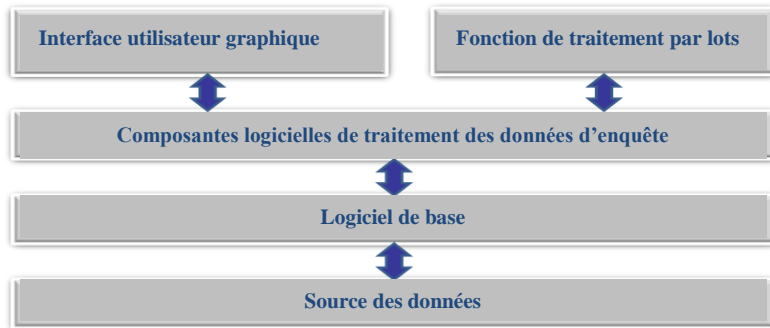 Interface utilisateur graphique
Fonction de traitement par lots
Composantes logicielles de traitement des données d’enquête
Logiciel de base
Source des données